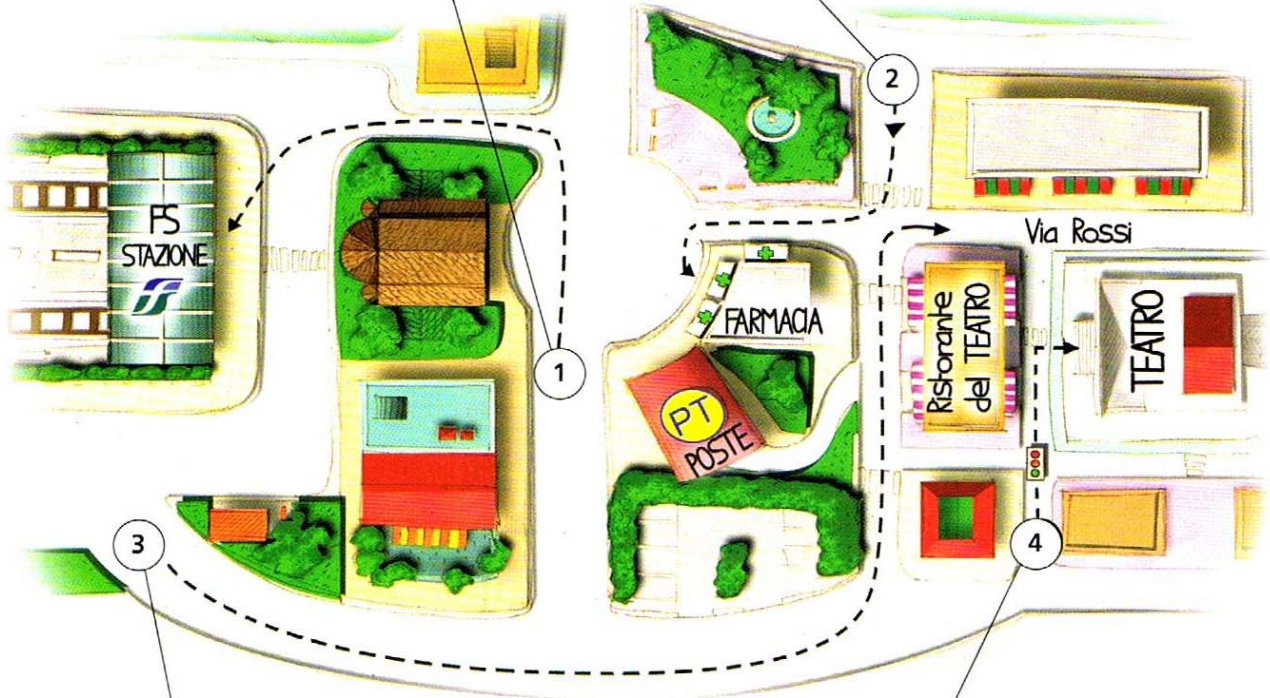 2
FS
STAZIONE
Via Rossi
FARMACIA
Ristorante
del TEATRO
TEATRO
1
PT
POSTE
3
4